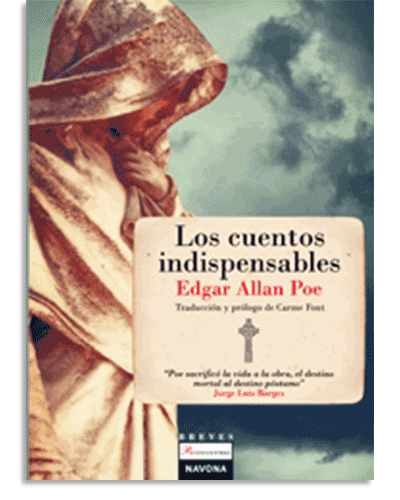 Los cuentos
indispensables
Edgar Allan Poe
Traducción y prólogo de Carme Font
"Poe sacrificó la vida a la obra, el destino
mortal al destino póstumo"
Jorge Luis Borges
BREVES
NAVONA